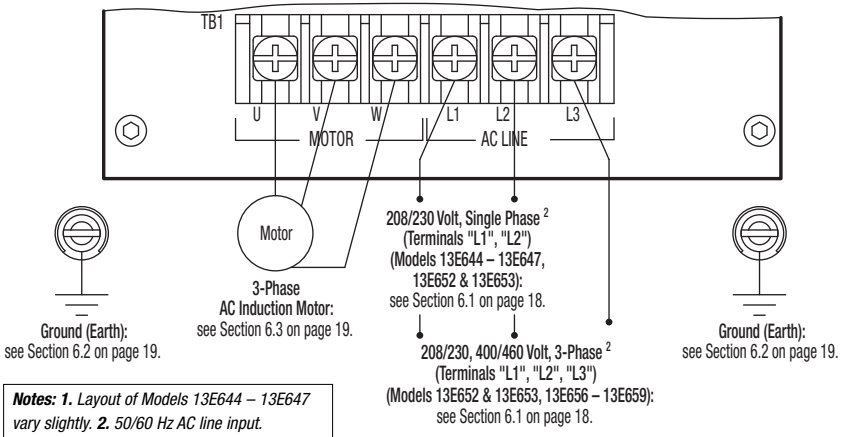 TB1
U V W L1 L2 L3
MOTOR AC LINE
Motor
3-Phase
AC Induction Motor:
see Section 6.3 on page 19.
208/230 Volt, Single Phase 2
(Terminals "L1", "L2")
(Models 13E644 – 13E647,
13E652 & 13E653):
see Section 6.1 on page 18.
Ground (Earth):
see Section 6.2 on page 19.
Ground (Earth):
see Section 6.2 on page 19.
208/230, 400/460 Volt, 3-Phase 2
(Terminals "L1", "L2", "L3")
(Models 13E652 & 13E653, 13E656 – 13E659):
see Section 6.1 on page 18.
Notes: 1. Layout of Models 13E644 – 13E647
vary slightly. 2. 50/60 Hz AC line input.